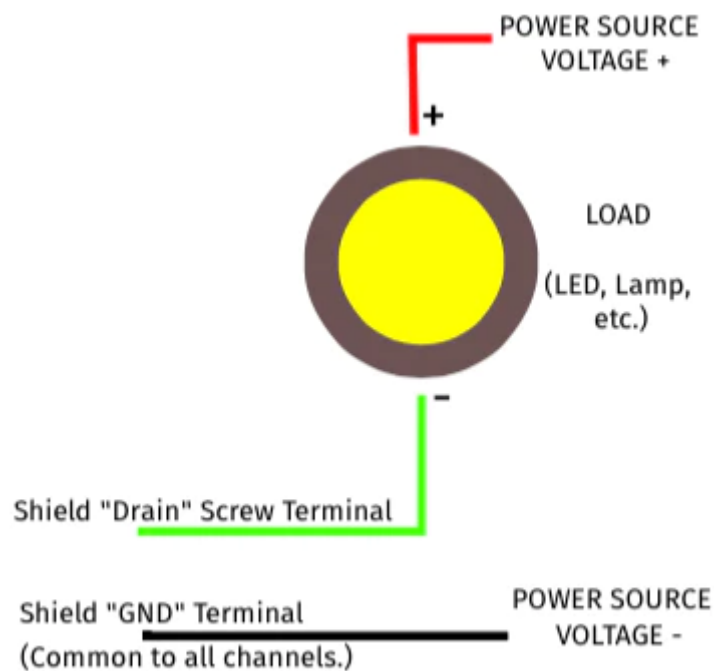 POWER SOURCE
VOLTAGE +
+
LOAD
(LED, Lamp,
etc.)
-
Shield "Drain" Screw Terminal
Shield "GND" Terminal
(Common to all channels.)
POWER SOURCE
VOLTAGE -